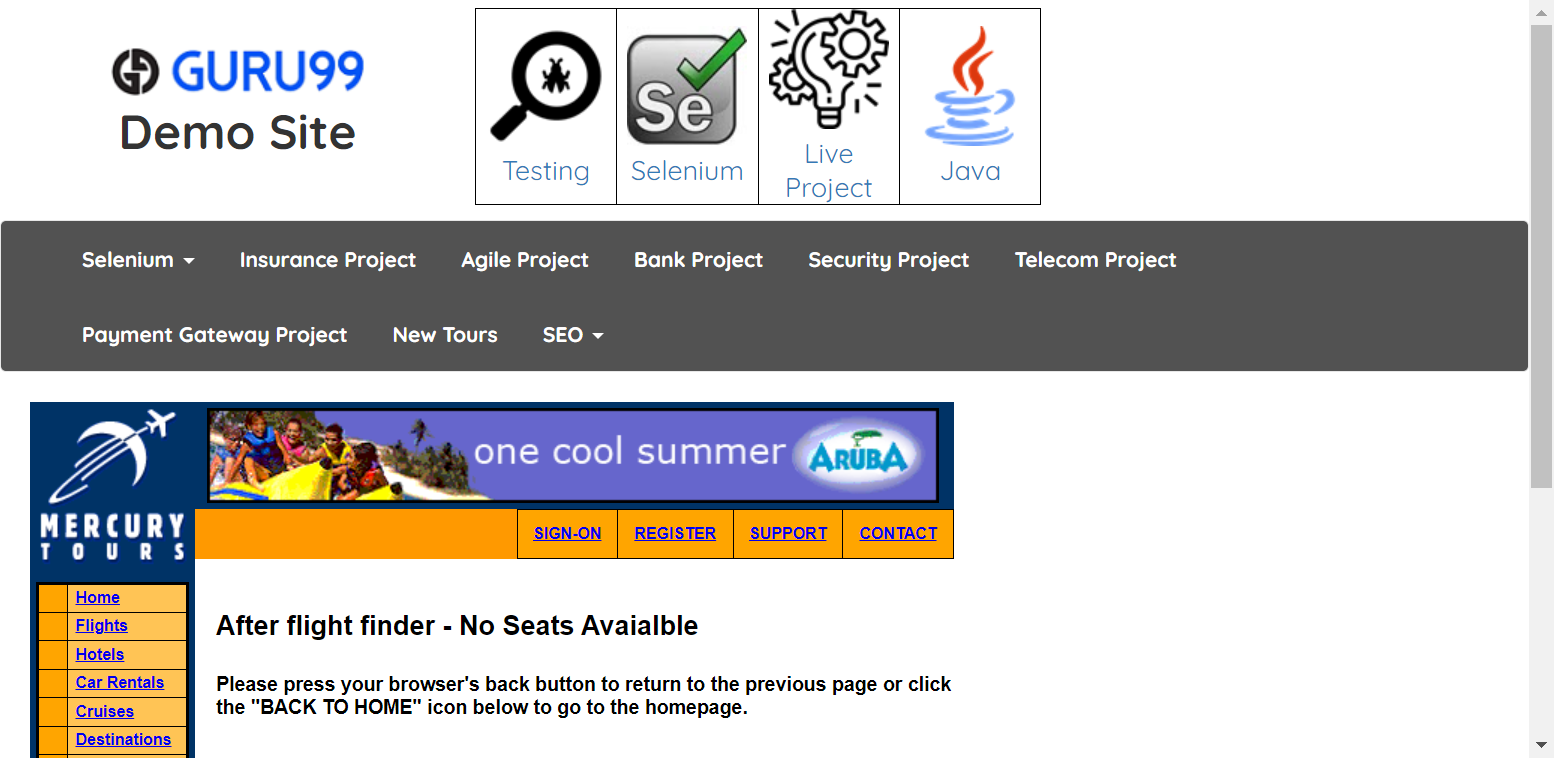 GURU99
Demo Site
Testing
Se
Selenium
Live
Project
Java
Selenium
Insurance Project
Agile Project
Bank Project
Security Project
Telecom Project
Payment Gateway Project
New Tours
SEO
MERCURY
TOURS
one cool summer
ARUBA
SIGN-ON
REGISTER
SUPPORT
CONTACT
Home
Flights
Hotels
Car Rentals
Cruises
Destinations
After flight finder - No Seats Avaialble
Please press your browser's back button to return to the previous page or click
the "BACK TO HOME" icon below to go to the homepage.